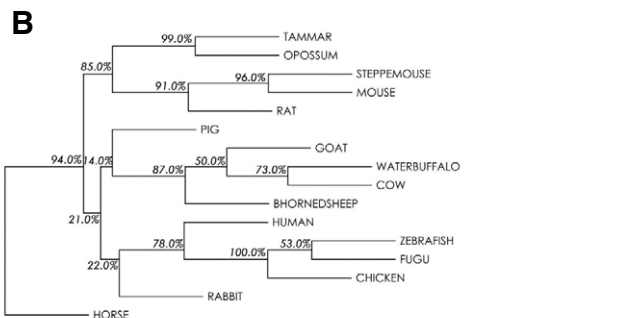 B
TAMMAR
99.0%
OPOSSUM
85.0%
STEPPEMOUSE
96.0%
91.0%
MOUSE
RAT
PIG
GOAT
94.0%
14.0%
50.0%
WATERBUFFALO
87.0%
73.0%
COW
BHORNEDSHEEP
21.0%
HUMAN
78.0%
53.0%
ZEBRAFISH
100.0%
FUGU
22.0%
CHICKEN
RABBIT
HORSE